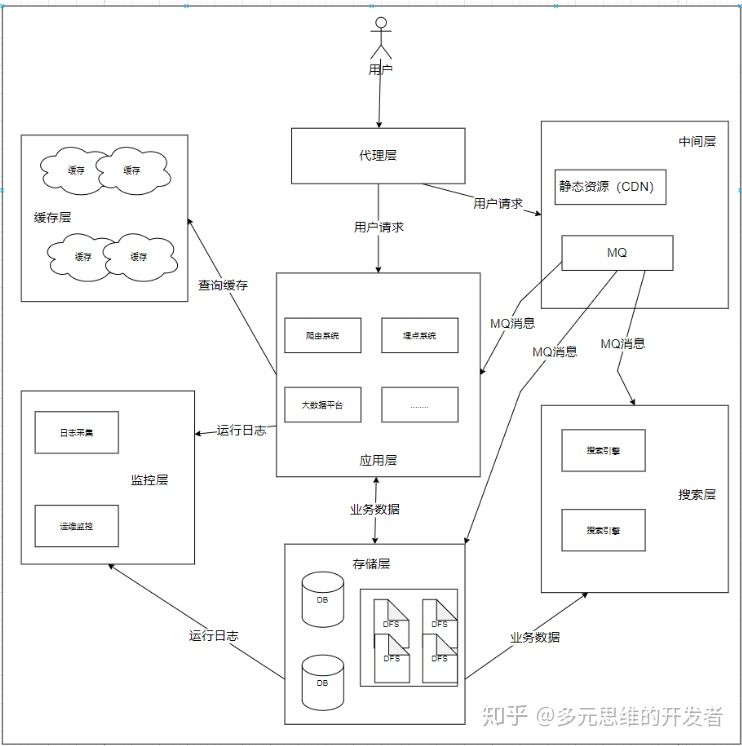 用户
代理层
中间层
静态资源（CDN）
MQ
用户请求
用户请求
缓存
缓存
缓存层
缓存
缓存
查询缓存
MQ消息
MQ消息
MQ消息
爬虫系统
埋点系统
大数据平台
........
应用层
运行日志
日志采集
监控层
运维监控
搜索引擎
搜索层
搜索引擎
业务数据
存储层
DB
DB
DFS
DFS
DFS
DFS
运行日志
业务数据
知乎 @多元思维的开发者